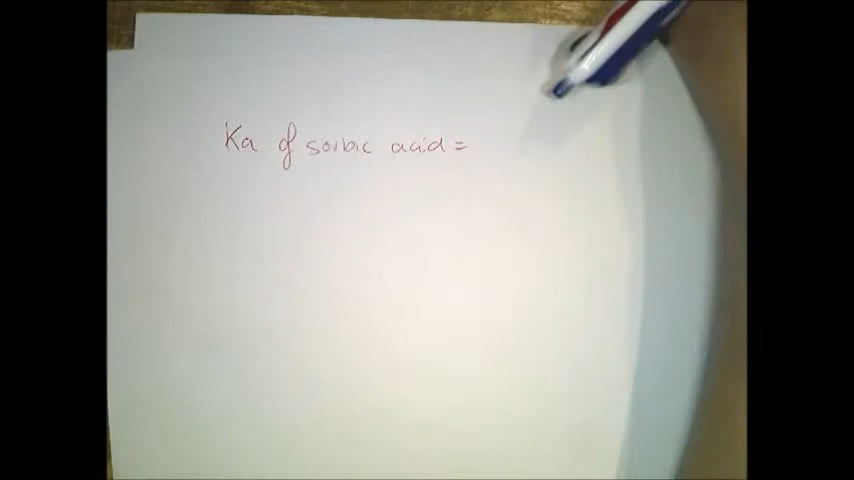 Ka of sorbic acid =